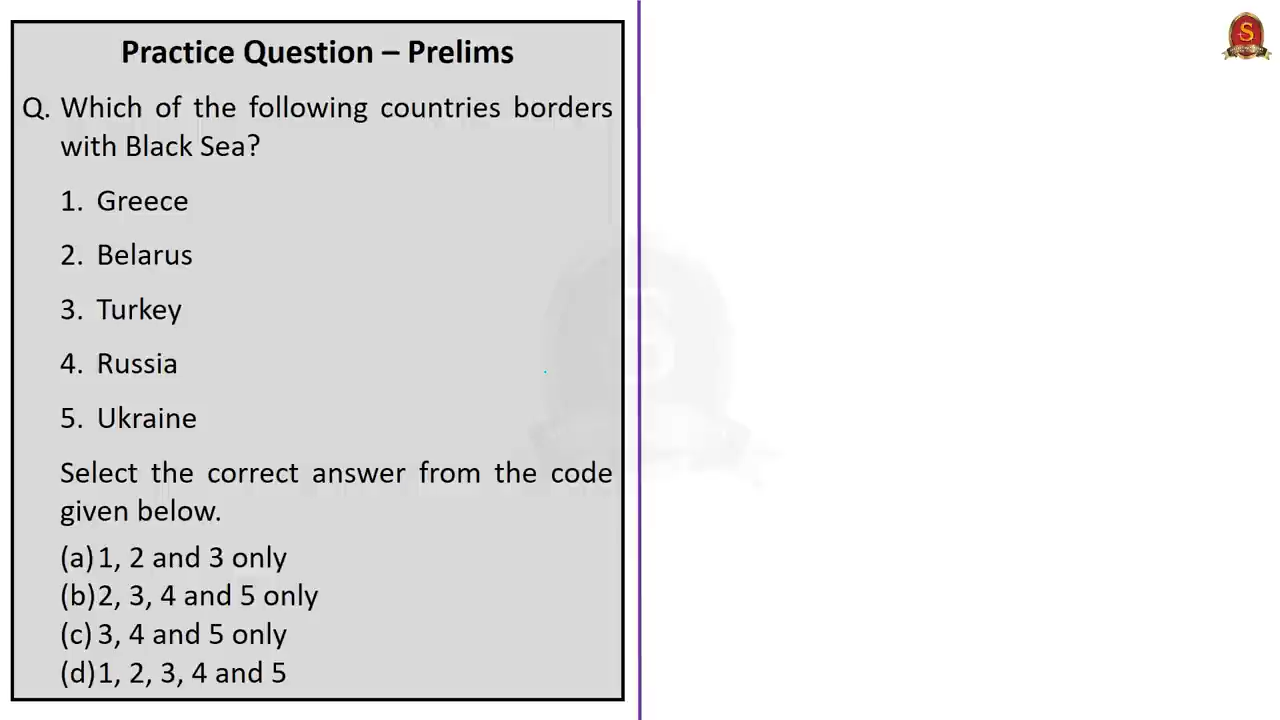 Practice Question – Prelims
Q. Which of the following countries borders
with Black Sea?
1. Greece
2. Belarus
3. Turkey
4. Russia
5. Ukraine
Select the correct answer from the code
given below.
(a) 1, 2 and 3 only
(b) 2, 3, 4 and 5 only
(c) 3, 4 and 5 only
(d) 1, 2, 3, 4 and 5
S